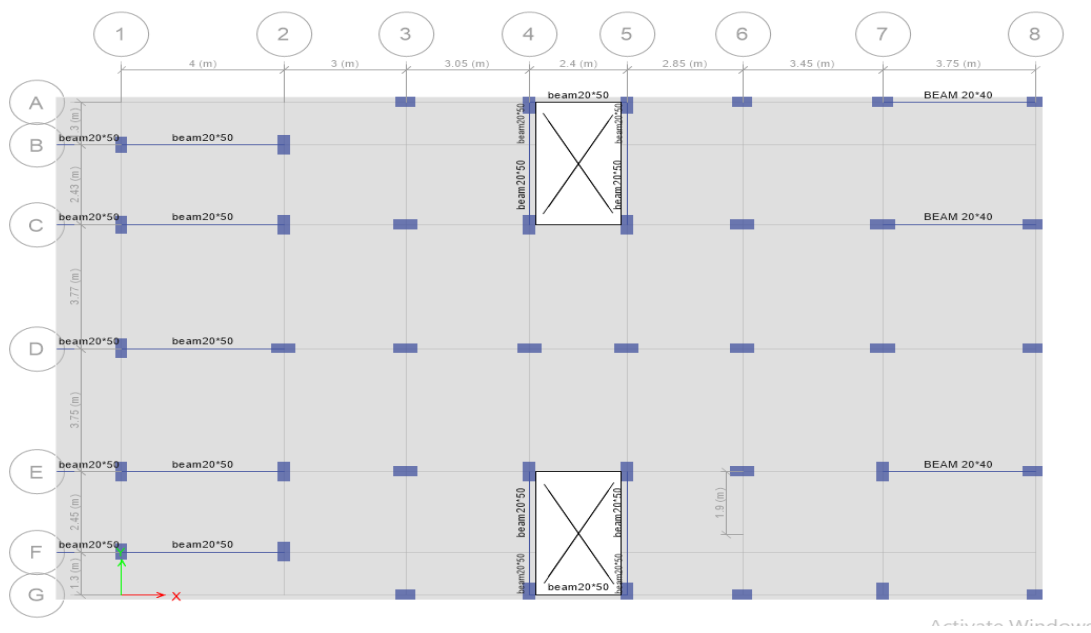 1 2 3 4 5 6 7 8
4 (m) 3 (m) 3.05 (m) 2.4 (m) 2.85 (m) 3.45 (m) 3.75 (m)
A beam20*50 BEAM 20*40
1.3 (m) beam20*50 beam20*50
B beam20*50 beam20*50
2.43 (m) beam20*50 beam20*50
C beam20*50 beam20*50 BEAM 20*40
3.77 (m)
D beam20*50 beam20*50
3.75 (m)
E beam20*50 beam20*50 BEAM 20*40
2.45 (m) beam20*50 beam20*50 1.9 (m)
F beam20*50 beam20*50
1.3 (m) beam20*50 beam20*50
G X beam20*50
Activate Windows